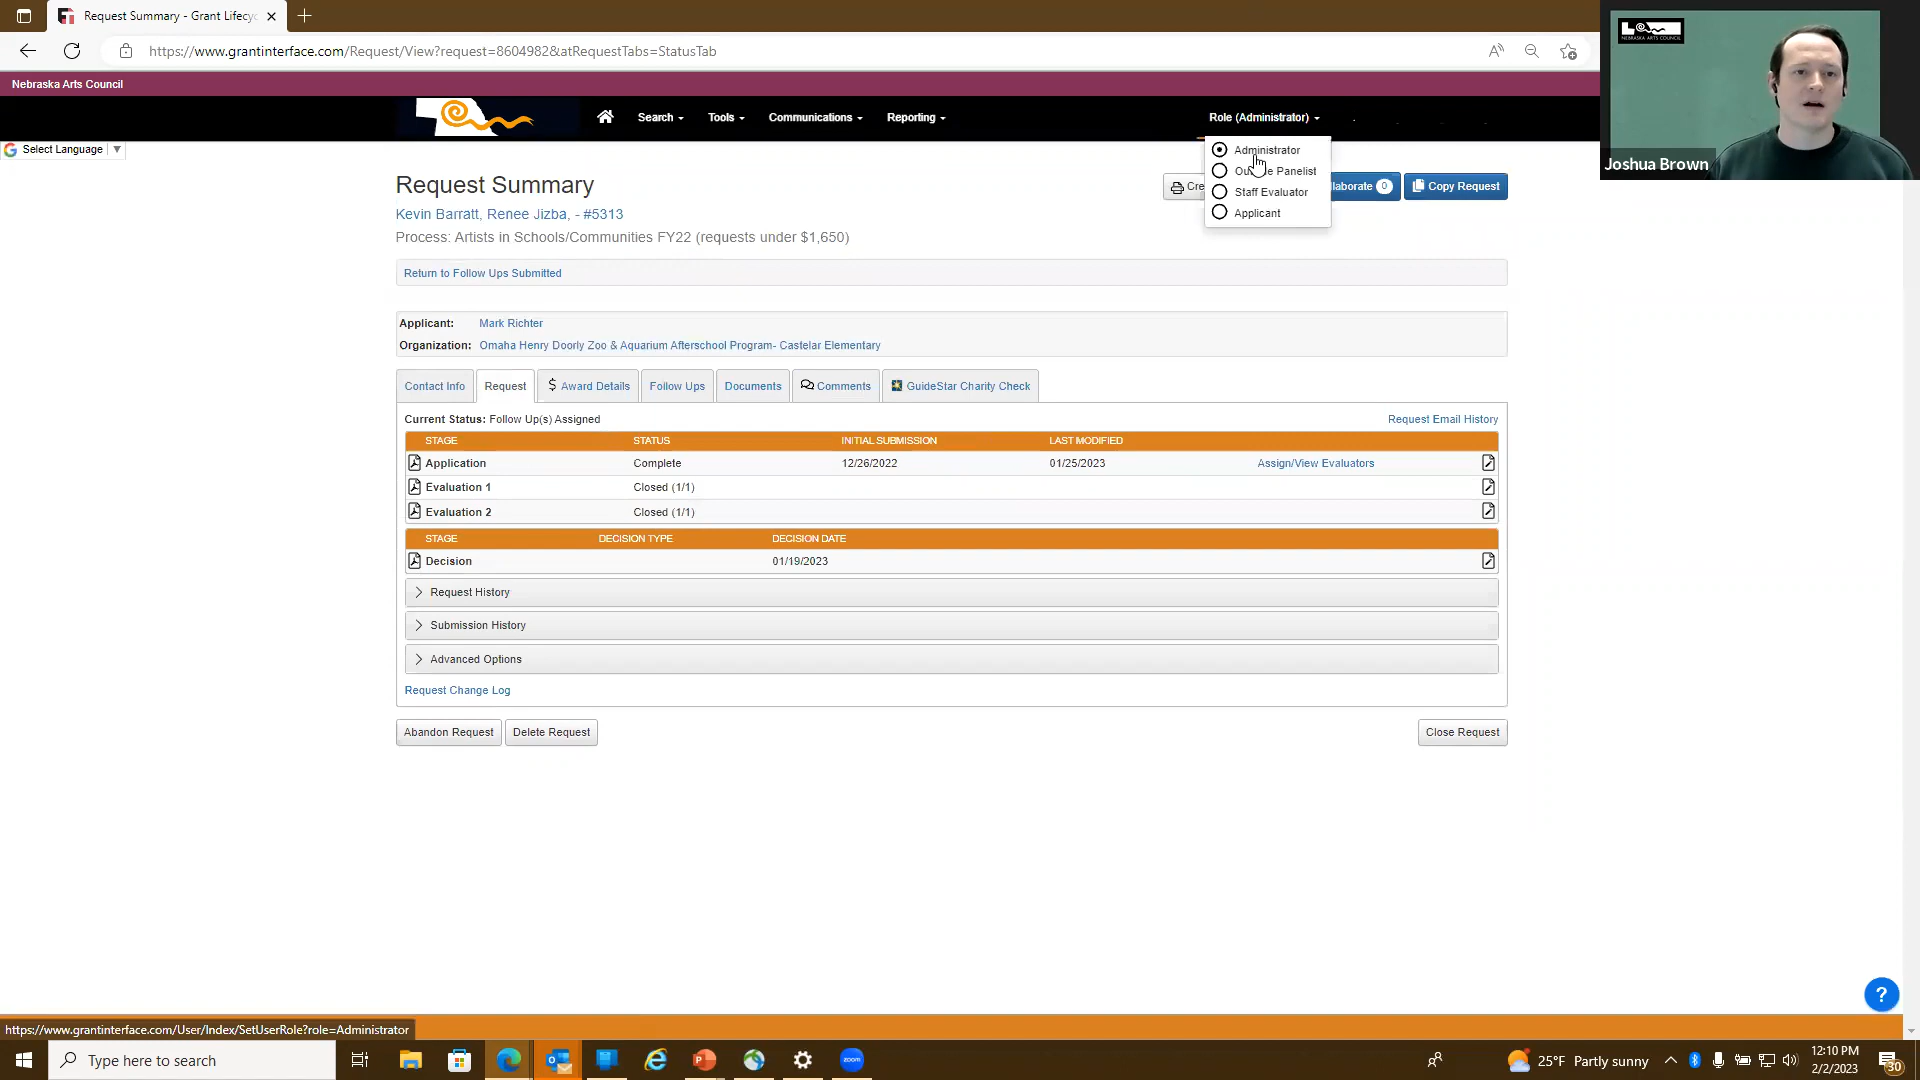 Request Summary - Grant Lifecyc
https://www.grantinterface.com/Request/View?request=8604982&atRequestTabs=StatusTab
NEBRASKA ARTS COUNCIL
Joshua Brown
Nebraska Arts Council
Search Tools Communications Reporting Role (Administrator)
Select Language
Administrator
Panelist
Staff Evaluator
Applicant
Request Summary
Copy Request
0
Kevin Barratt, Renee Jizba, - #5313
Process: Artists in Schools/Communities FY22 (requests under $1,650)
Return to Follow Ups Submitted
Applicant: Mark Richter
Organization: Omaha Henry Doorly Zoo & Aquarium Afterschool Program- Castelar Elementary
Contact Info Request $ Award Details Follow Ups Documents Comments GuideStar Charity Check
Current Status: Follow Up(s) Assigned Request Email History
STAGE STATUS INITIAL SUBMISSION LAST MODIFIED
Application Complete 12/26/2022 01/25/2023 Assign/View Evaluators
Evaluation 1 Closed (1/1)
Evaluation 2 Closed (1/1)
STAGE DECISION TYPE DECISION DATE
Decision 01/19/2023
Request History
Submission History
Advanced Options
Request Change Log
Abandon Request Delete Request Close Request
?
https://www.grantinterface.com/User/Index/SetUserRole?role=Administrator
Type here to search
zoom
25°F Partly sunny
12:10 PM
2/2/2023
30